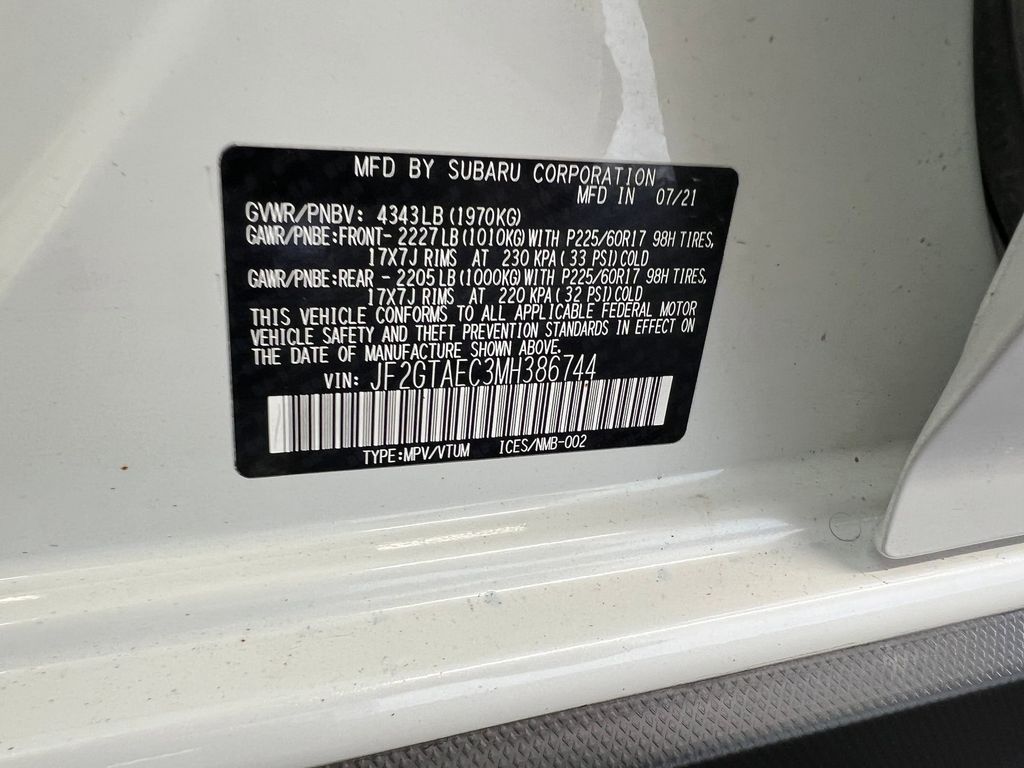 MFD BY SUBARU CORPORATION
MFD IN 07/21
GVWR/PNBV: 4343LB (1970KG)
GAWR/PNBE:FRONT- 2227LB (1010KG) WITH P225/60R17 98H TIRES,
17X7J RIMS AT 230 KPA ( 33 PSI) COLD
GAWR/PNBE:REAR - 2205LB (1000KG) WITH P225/60R17 98H TIRES,
17X7J RIMS AT 220 KPA ( 32 PSI) COLD
THIS VEHICLE CONFORMS TO ALL APPLICABLE FEDERAL MOTOR
VEHICLE SAFETY AND THEFT PREVENTION STANDARDS IN EFFECT ON
THE DATE OF MANUFACTURE SHOWN ABOVE.
VIN: JF2GTAEC3MH386744
TYPE:MPV/VTUM ICES/NMB-002